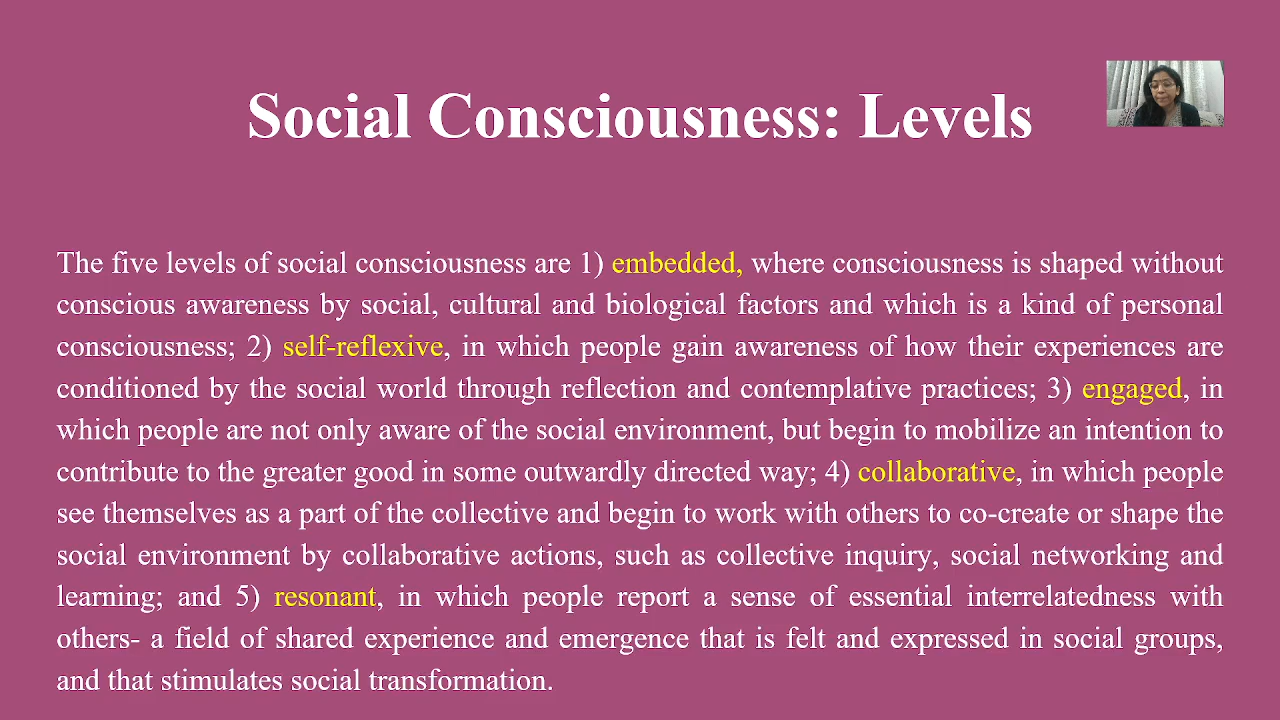 Social Consciousness: Levels
The five levels of social consciousness are 1) embedded, where consciousness is shaped without
conscious awareness by social, cultural and biological factors and which is a kind of personal
consciousness; 2) self-reflexive, in which people gain awareness of how their experiences are
conditioned by the social world through reflection and contemplative practices; 3) engaged, in
which people are not only aware of the social environment, but begin to mobilize an intention to
contribute to the greater good in some outwardly directed way; 4) collaborative, in which people
see themselves as a part of the collective and begin to work with others to co-create or shape the
social environment by collaborative actions, such as collective inquiry, social networking and
learning; and 5) resonant, in which people report a sense of essential interrelatedness with
others- a field of shared experience and emergence that is felt and expressed in social groups,
and that stimulates social transformation.